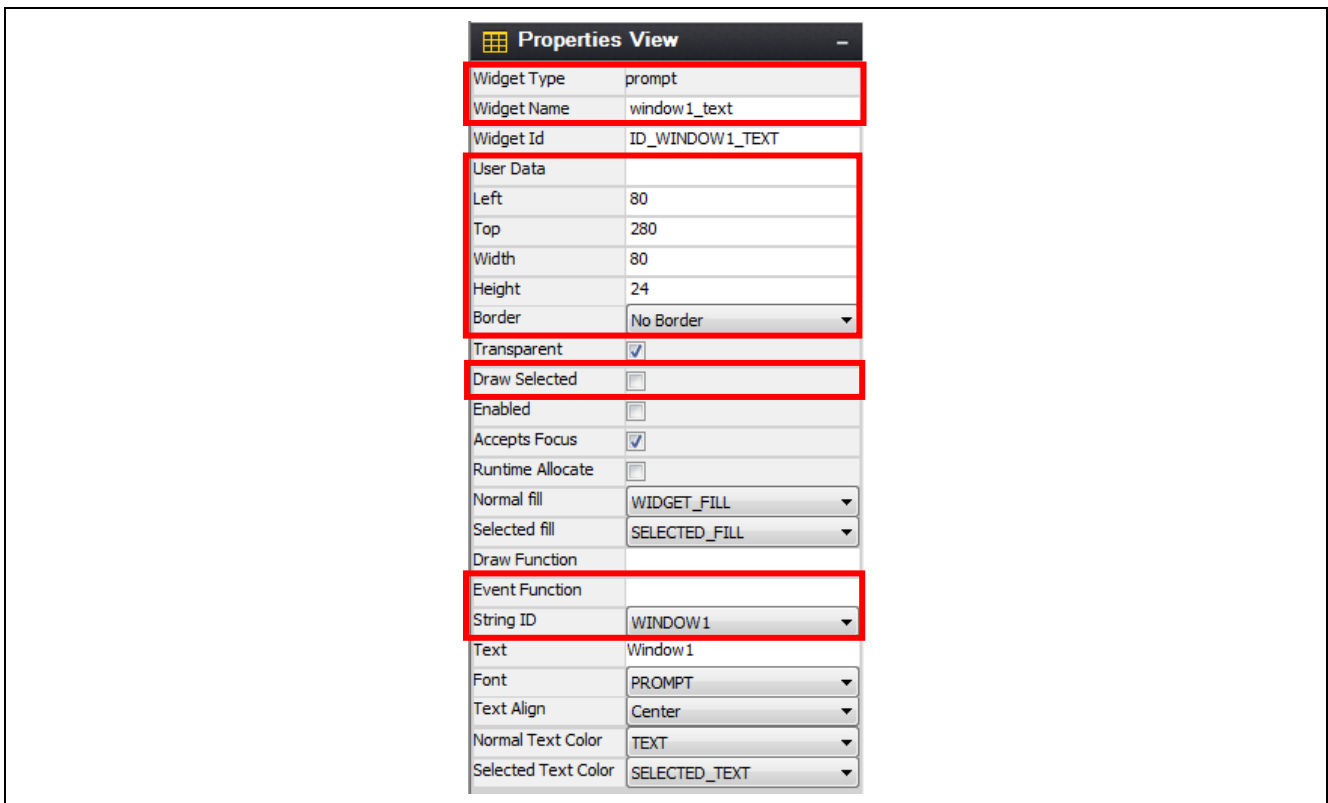 Properties View
Widget Type prompt
Widget Name window1_text
Widget Id ID_WINDOW1_TEXT
User Data
Left 80
Top 280
Width 80
Height 24
Border No Border
Transparent
Draw Selected
Enabled
Accepts Focus
Runtime Allocate
Normal fill WIDGET_FILL
Selected fill SELECTED_FILL
Draw Function
Event Function
String ID WINDOW1
Text Window1
Font PROMPT
Text Align Center
Normal Text Color TEXT
Selected Text Color SELECTED_TEXT